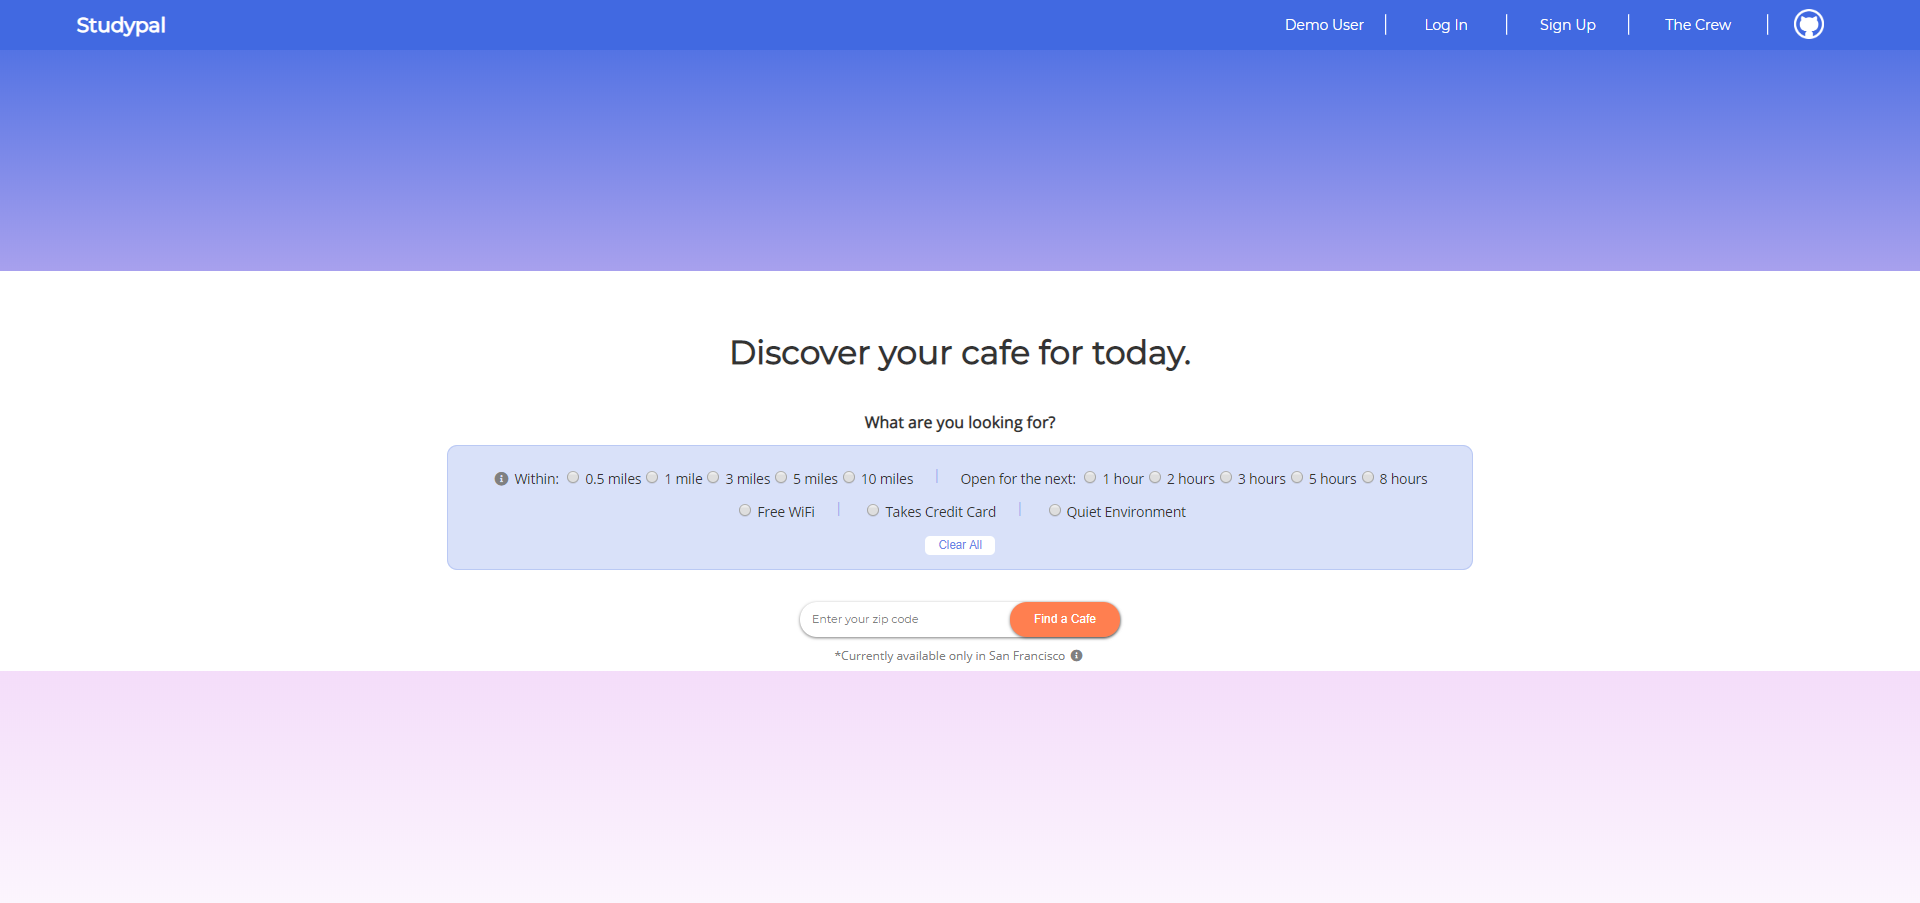 Studypal
Demo User
Log In
Sign Up
The Crew
Discover your cafe for today.
What are you looking for?
Within: 0.5 miles 1 mile 3 miles 5 miles 10 miles | Open for the next: 1 hour 2 hours 3 hours 5 hours 8 hours
Free WiFi | Takes Credit Card | Quiet Environment
Clear All
Enter your zip code
Find a Cafe
*Currently available only in San Francisco